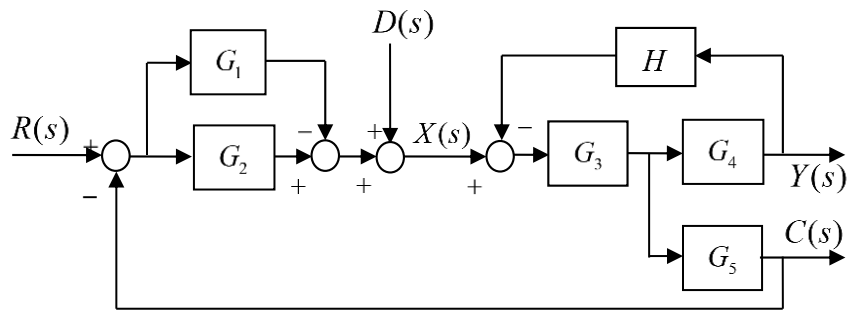 D(s)
G₁
H
R(s)
+
−
+
X(s)
−
G₂
G₃
G₄
+
+
+
Y(s)
−
C(s)
G₅